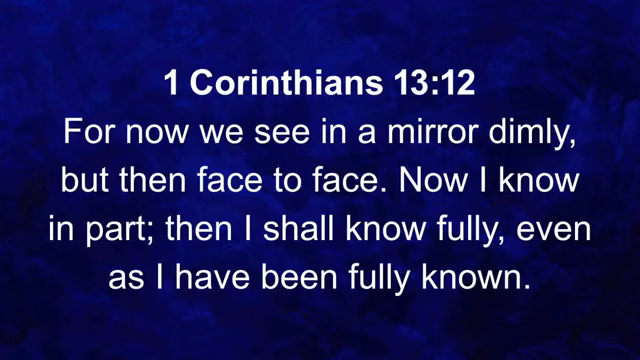 1 Corinthians 13:12
For now we see in a mirror dimly,
but then face to face. Now I know
in part; then I shall know fully, even
as I have been fully known.